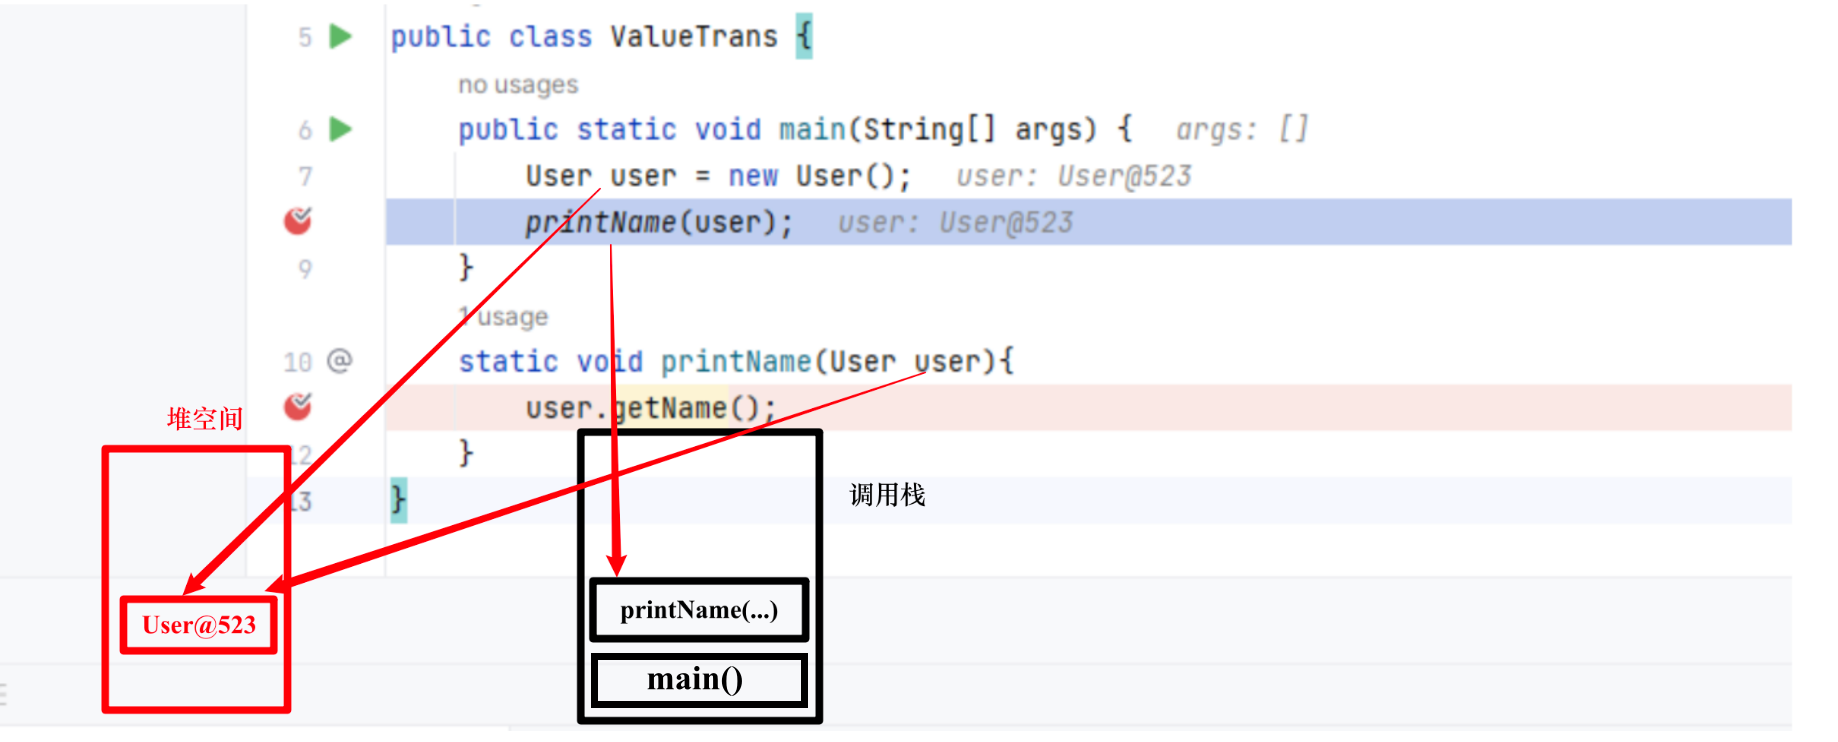 5 public class ValueTrans {
no usages
6 public static void main(String[] args) { args: []
7 User user = new User(); user: User@523
printName(user); user: User@523
9 }
1 usage
10 @ static void printName(User user){
user.getName();
12 }
13 }
堆空间
调用栈
User@523
printName(...)
main()